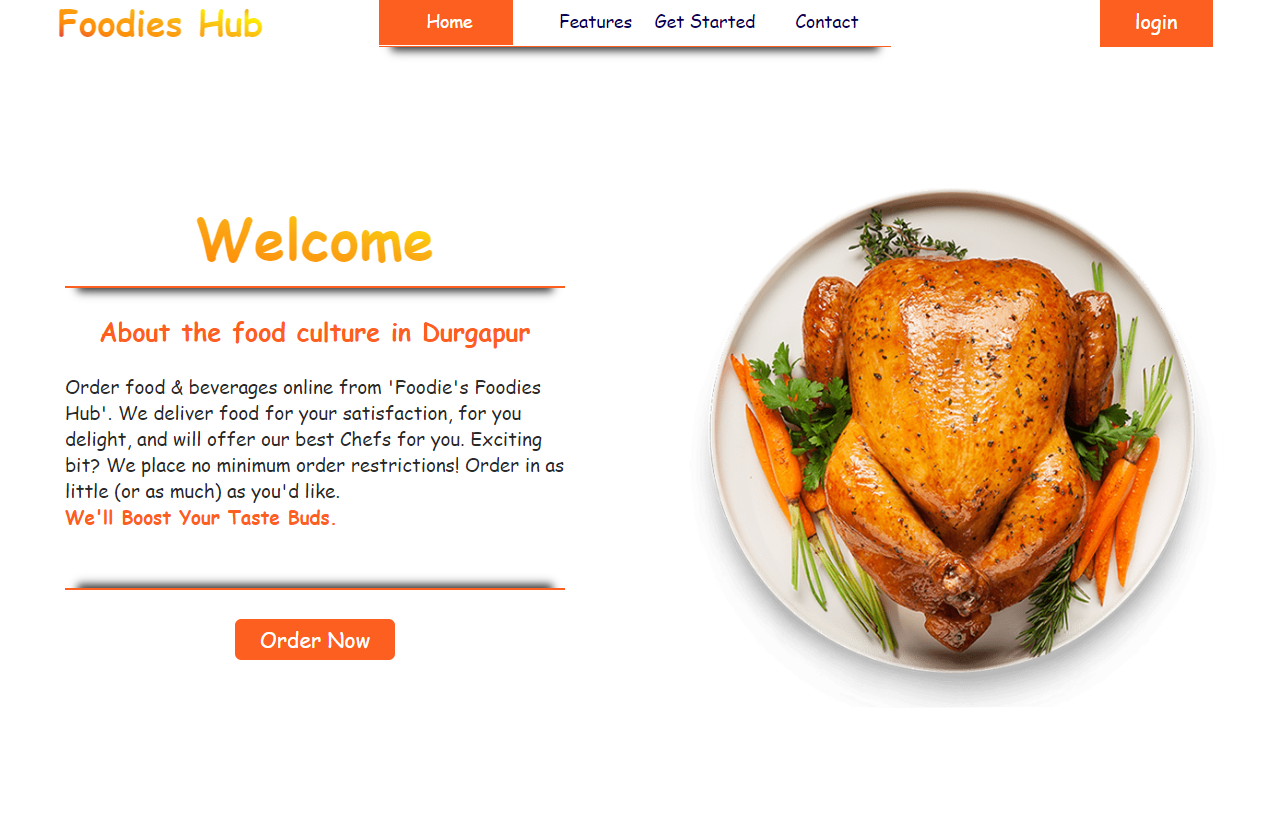 Foodies Hub
Home Features Get Started Contact
login
Welcome
About the food culture in Durgapur
Order food & beverages online from 'Foodie's Foodies
Hub'. We deliver food for your satisfaction, for you
delight, and will offer our best Chefs for you. Exciting
bit? We place no minimum order restrictions! Order in as
little (or as much) as you'd like.
We'll Boost Your Taste Buds.
Order Now